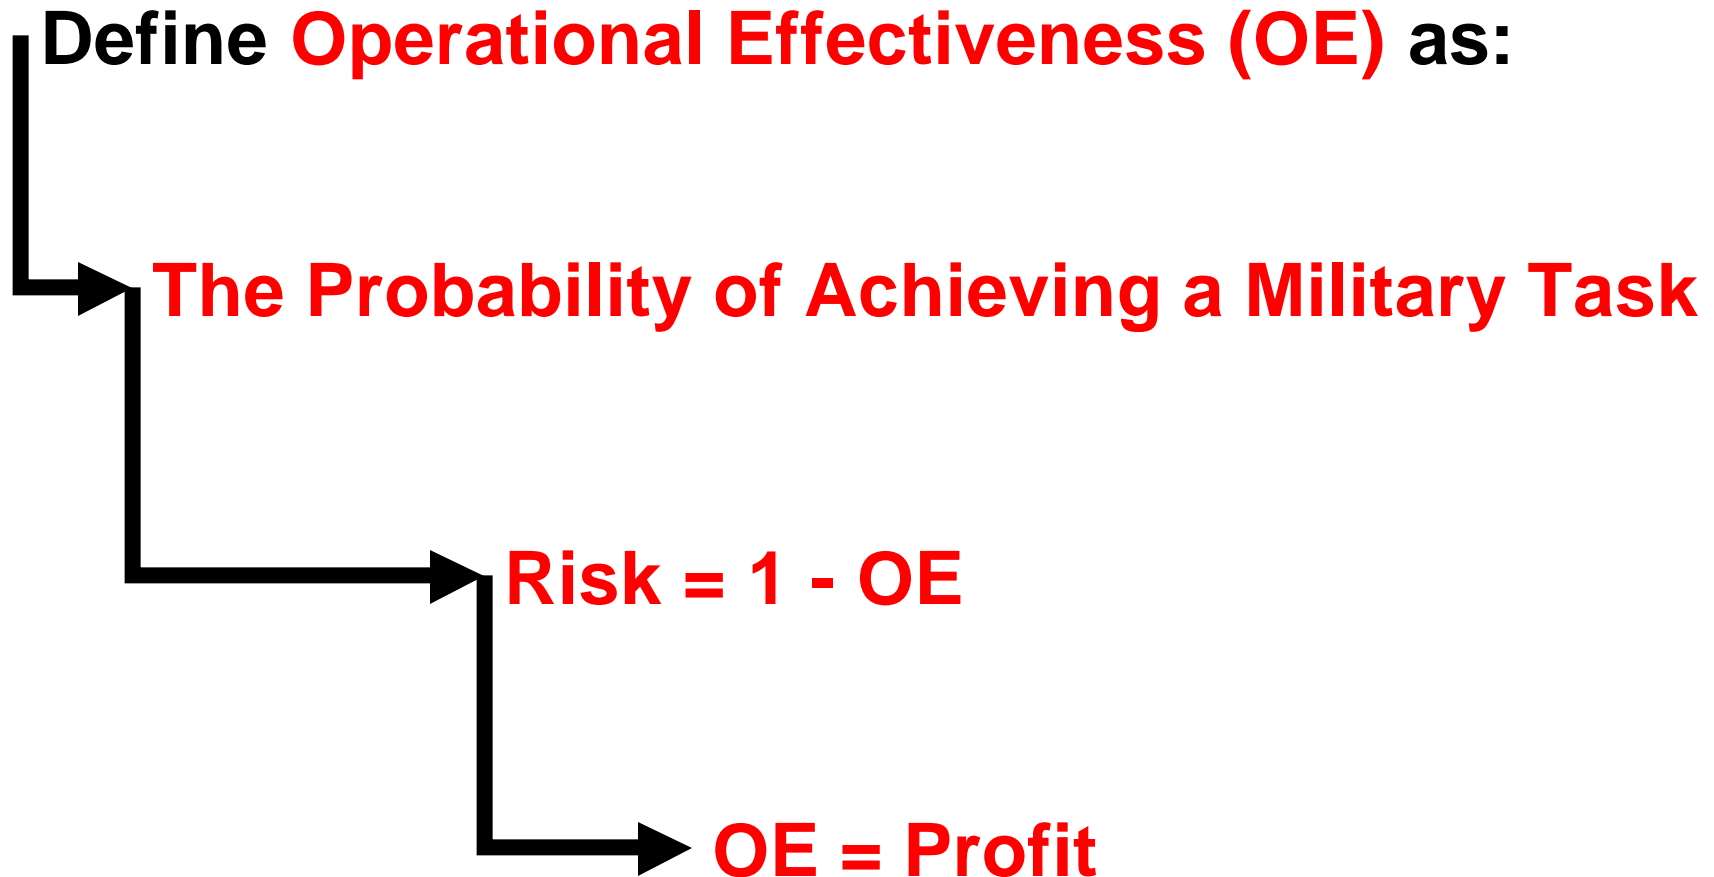 Define Operational Effectiveness (OE) as:
The Probability of Achieving a Military Task
Risk = 1 - OE
OE = Profit